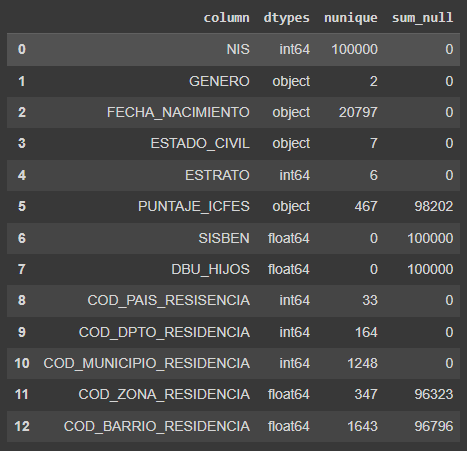 column dtypes nunique sum_null
0 NIS int64 100000 0
1 GENERO object 2 0
2 FECHA_NACIMIENTO object 20797 0
3 ESTADO_CIVIL object 7 0
4 ESTRATO int64 6 0
5 PUNTAJE_ICFES object 467 98202
6 SISBEN float64 0 100000
7 DBU_HIJOS float64 0 100000
8 COD_PAIS_RESISENCIA int64 33 0
9 COD_DPTO_RESIDENCIA int64 164 0
10 COD_MUNICIPIO_RESIDENCIA int64 1248 0
11 COD_ZONA_RESIDENCIA float64 347 96323
12 COD_BARRIO_RESIDENCIA float64 1643 96796